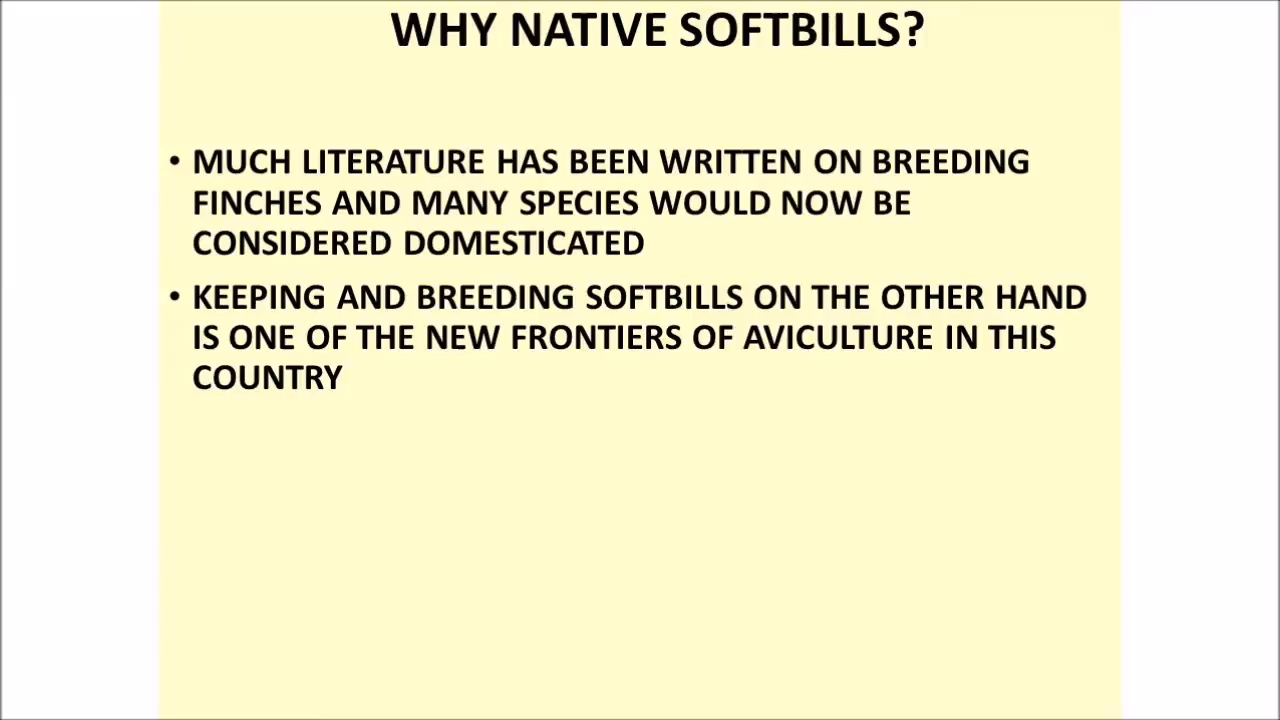 WHY NATIVE SOFTBILLS?
• MUCH LITERATURE HAS BEEN WRITTEN ON BREEDING
FINCHES AND MANY SPECIES WOULD NOW BE
CONSIDERED DOMESTICATED
• KEEPING AND BREEDING SOFTBILLS ON THE OTHER HAND
IS ONE OF THE NEW FRONTIERS OF AVICULTURE IN THIS
COUNTRY